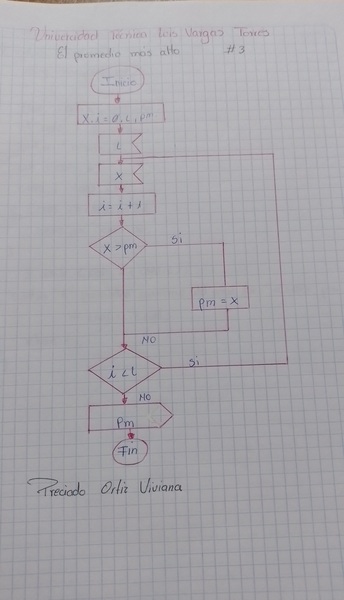 Universidad Técnica Luis Vargas Torres
El promedio mas alto #3
Inicio
X, i=0, L, pm
L
X
i = i + 1
X > pm
Si
pm = X
NO
i < L
Si
NO
pm
Fin
Preciado Ortiz Viviana